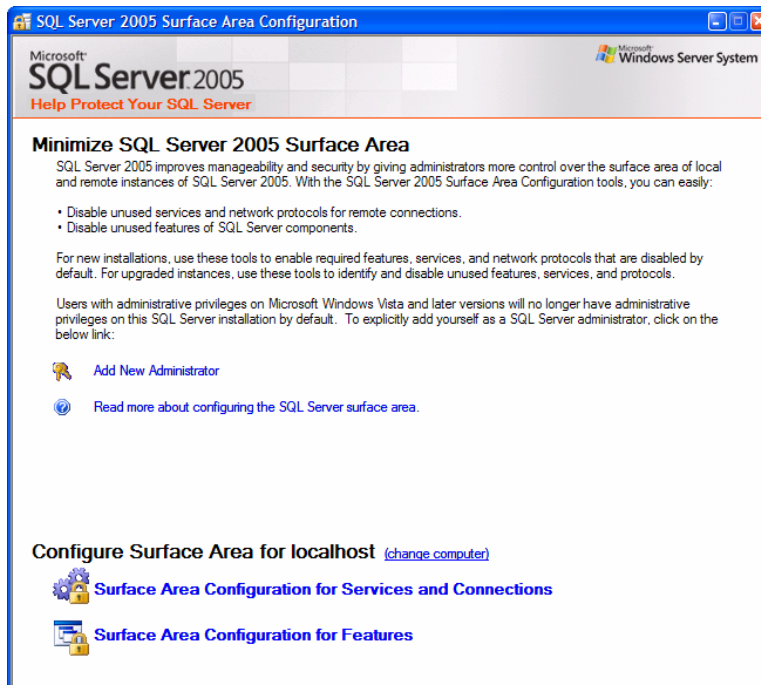 SQL Server 2005 Surface Area Configuration
Microsoft
SQL Server 2005
Help Protect Your SQL Server
Microsoft
Windows Server System
Minimize SQL Server 2005 Surface Area
SQL Server 2005 improves manageability and security by giving administrators more control over the surface area of local
and remote instances of SQL Server 2005. With the SQL Server 2005 Surface Area Configuration tools, you can easily:
• Disable unused services and network protocols for remote connections.
• Disable unused features of SQL Server components.
For new installations, use these tools to enable required features, services, and network protocols that are disabled by
default. For upgraded instances, use these tools to identify and disable unused features, services, and protocols.
Users with administrative privileges on Microsoft Windows Vista and later versions will no longer have administrative
privileges on this SQL Server installation by default. To explicitly add yourself as a SQL Server administrator, click on the
below link:
Add New Administrator
Read more about configuring the SQL Server surface area.
Configure Surface Area for localhost (change computer)
Surface Area Configuration for Services and Connections
Surface Area Configuration for Features